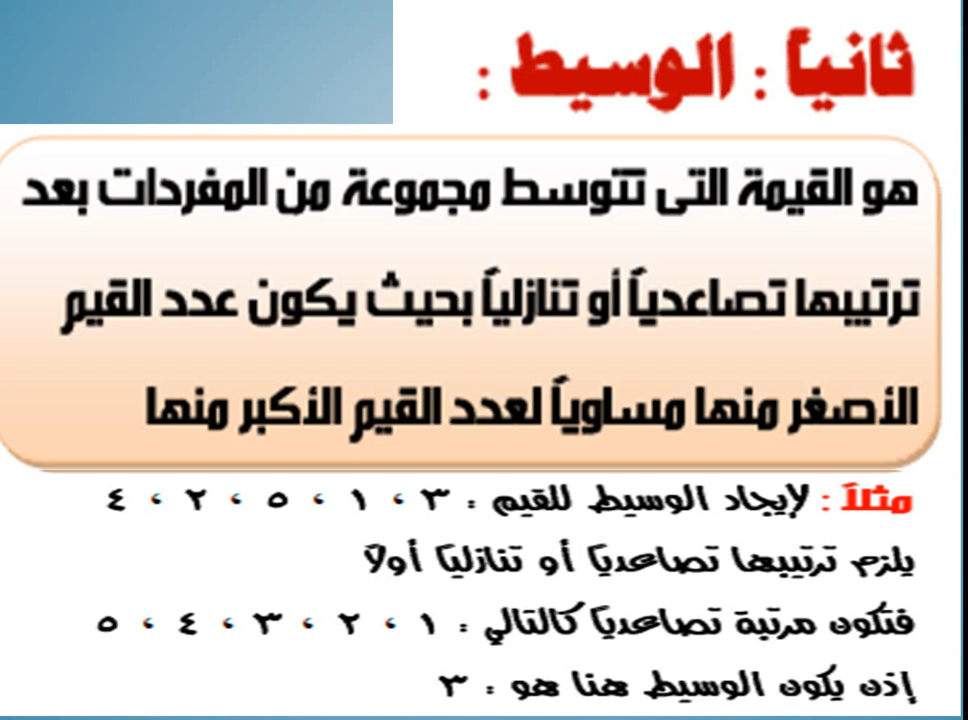 ثانياً : الوسيط :
هو القيمة التى تتوسط مجموعة من المفردات بعد
ترتيبها تصاعدياً أو تنازلياً بحيث يكون عدد القيم
الأصغر منها مساوياً لعدد القيم الأكبر منها
مثلاً : لإيجاد الوسيط للقيم : ٣ ، ١ ، ٥ ، ٢ ، ٤
يلزم ترتيبها تصاعدياً أو تنازلياً أولاً
فتكون مرتبة تصاعدياً كالتالي : ١ ، ٢ ، ٣ ، ٤ ، ٥
إذن يكون الوسيط هنا هو : ٣